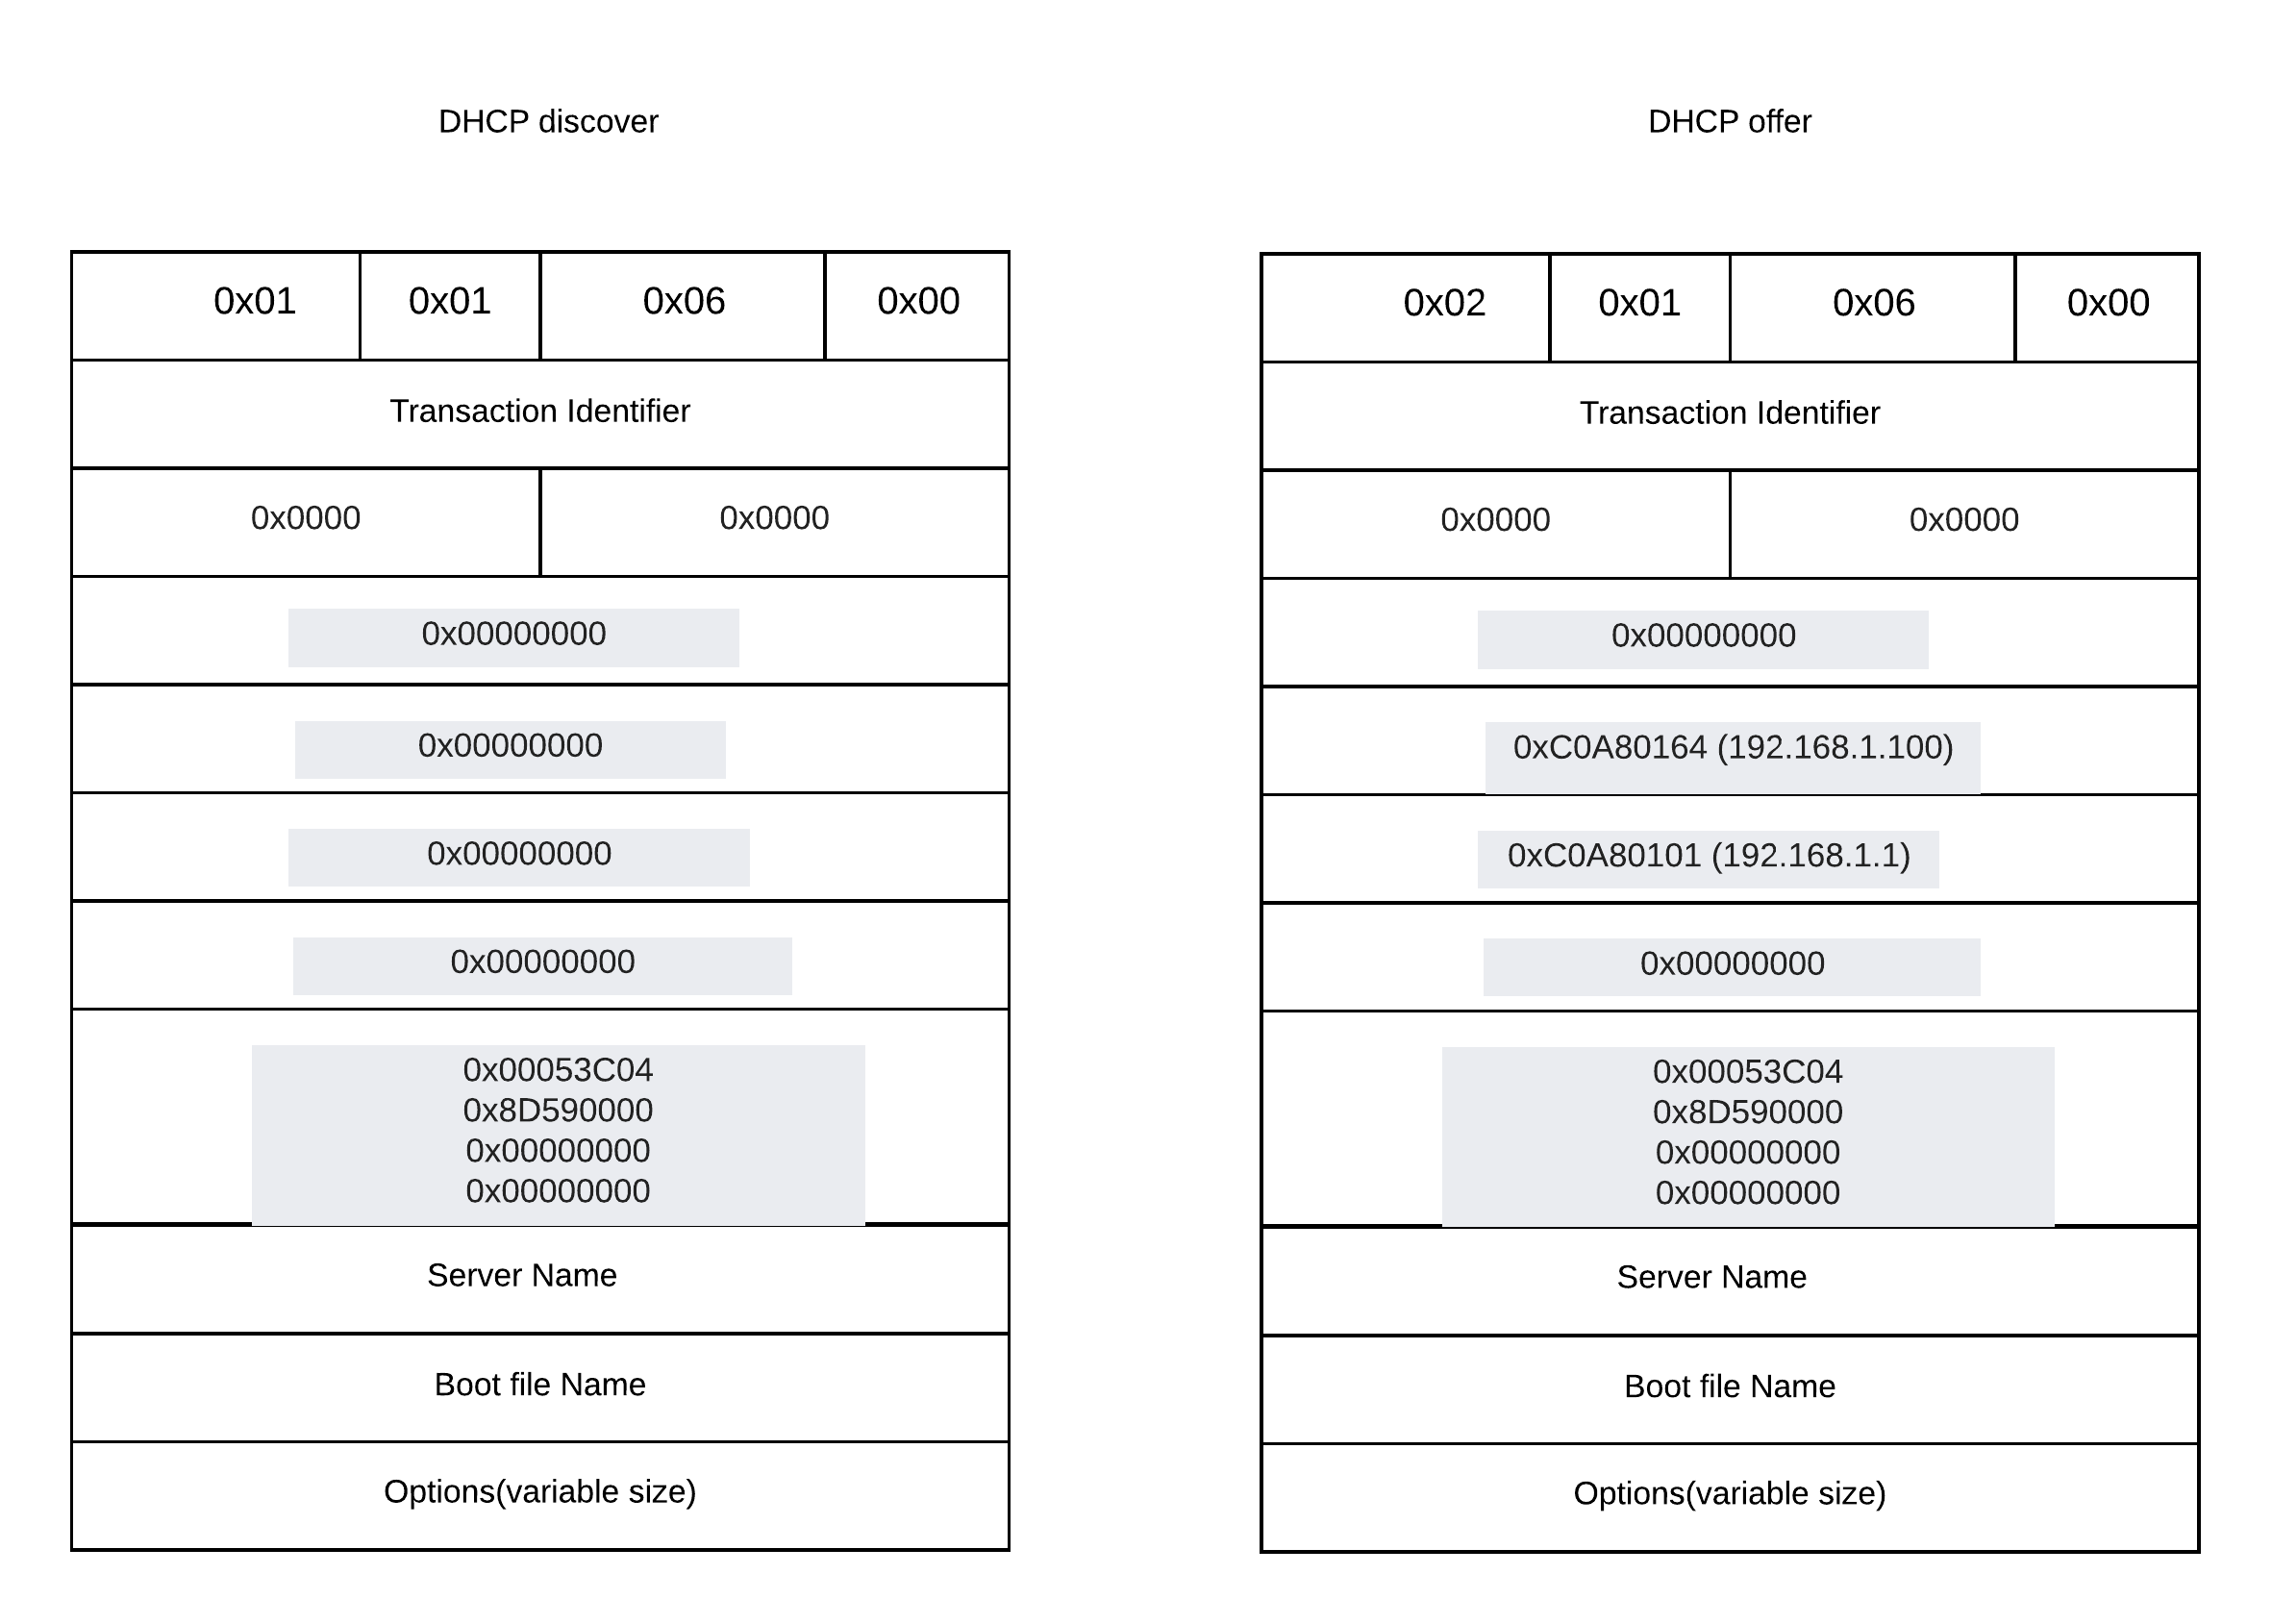 DHCP discover
0x01 0x01 0x06 0x00
Transaction Identifier
0x0000 0x0000
0x00000000
0x00000000
0x00000000
0x00000000
0x00053C04
0x8D590000
0x00000000
0x00000000
Server Name
Boot file Name
Options(variable size)
DHCP offer
0x02 0x01 0x06 0x00
Transaction Identifier
0x0000 0x0000
0x00000000
0xC0A80164 (192.168.1.100)
0xC0A80101 (192.168.1.1)
0x00000000
0x00053C04
0x8D590000
0x00000000
0x00000000
Server Name
Boot file Name
Options(variable size)